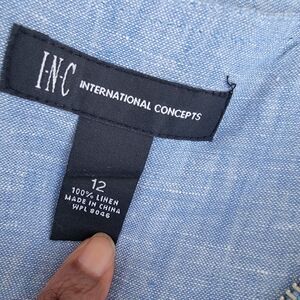 I·N·C INTERNATIONAL CONCEPTS
12
100% LINEN
MADE IN CHINA
WPL 8046